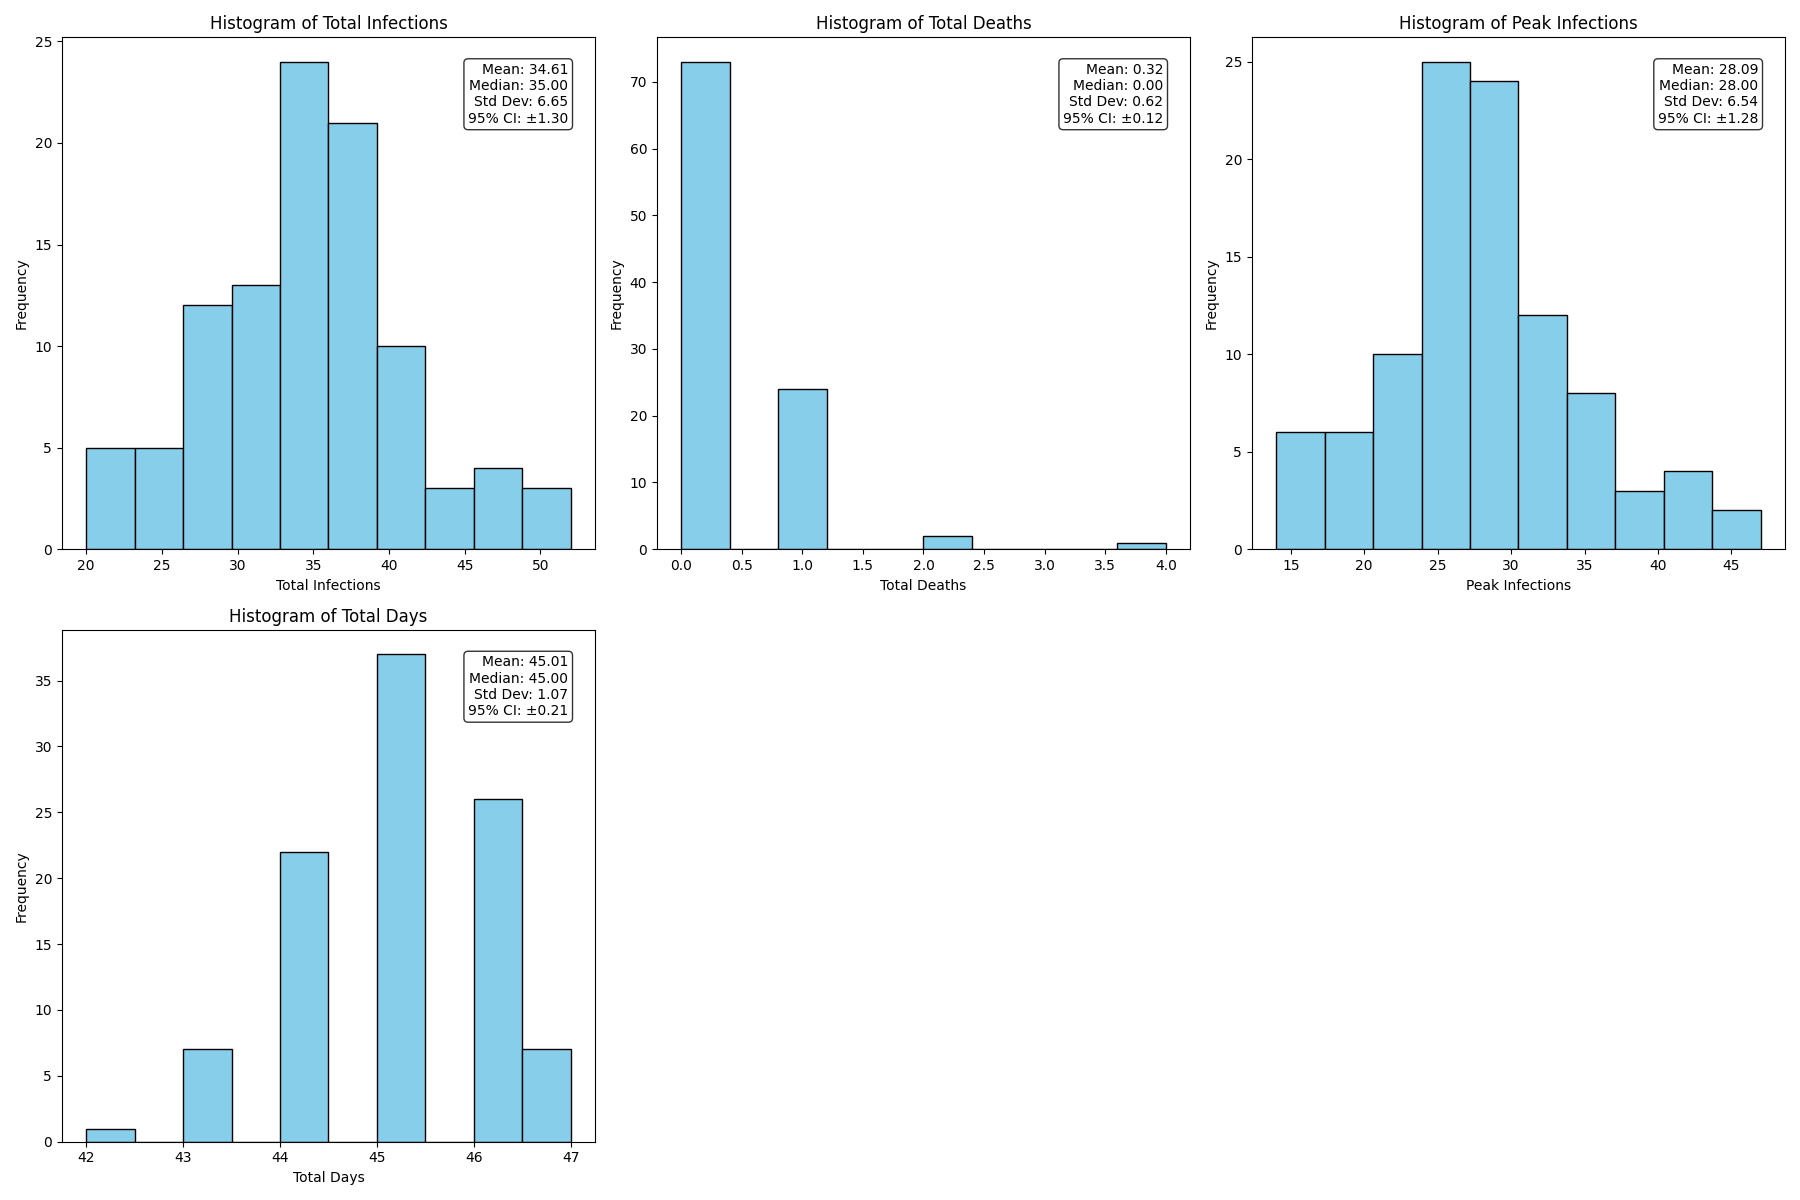 Histogram of Total Infections
25
20
15
10
5
0
Frequency
Mean: 34.61
Median: 35.00
Std Dev: 6.65
95% CI: ±1.30
20 25 30 35 40 45 50
Total Infections
Histogram of Total Deaths
70
60
50
40
30
20
10
0
Frequency
Mean: 0.32
Median: 0.00
Std Dev: 0.62
95% CI: ±0.12
0.0 0.5 1.0 1.5 2.0 2.5 3.0 3.5 4.0
Total Deaths
Histogram of Peak Infections
25
20
15
10
5
0
Frequency
Mean: 28.09
Median: 28.00
Std Dev: 6.54
95% CI: ±1.28
15 20 25 30 35 40 45
Peak Infections
Histogram of Total Days
35
30
25
20
15
10
5
0
Frequency
Mean: 45.01
Median: 45.00
Std Dev: 1.07
95% CI: ±0.21
42 43 44 45 46 47
Total Days